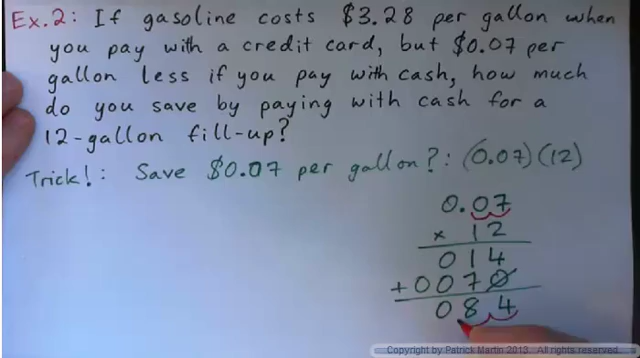 Ex.2: If gasoline costs $3.28 per gallon when
you pay with a credit card, but $0.07 per
gallon less if you pay with cash, how much
do you save by paying with cash for a
12-gallon fill-up?
Trick!: Save $0.07 per gallon?: (0.07)(12)
0.07
x 12
014
+0070
084
Copyright by Patrick Martin 2013. All rights reserved.